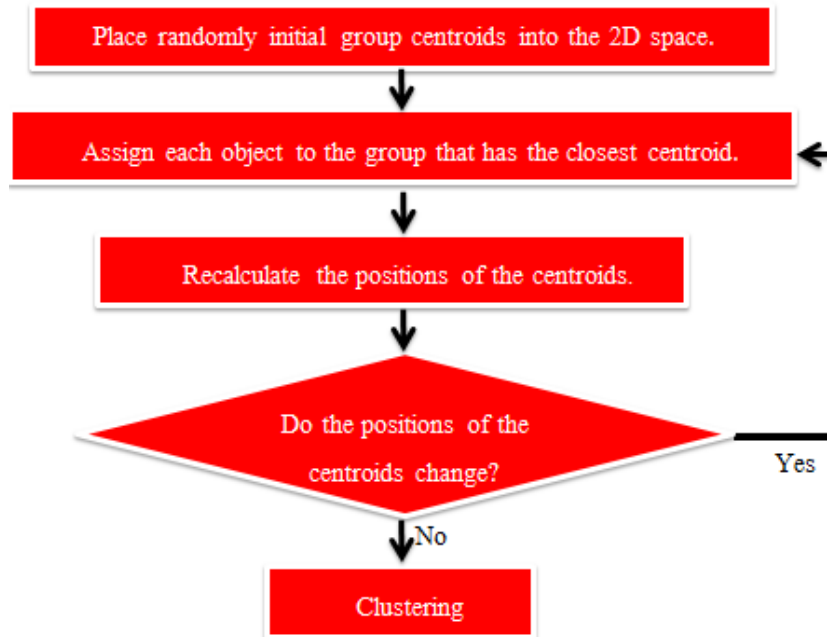 Place randomly initial group centroids into the 2D space.
Assign each object to the group that has the closest centroid.
Recalculate the positions of the centroids.
Do the positions of the
centroids change?
Yes
No
Clustering